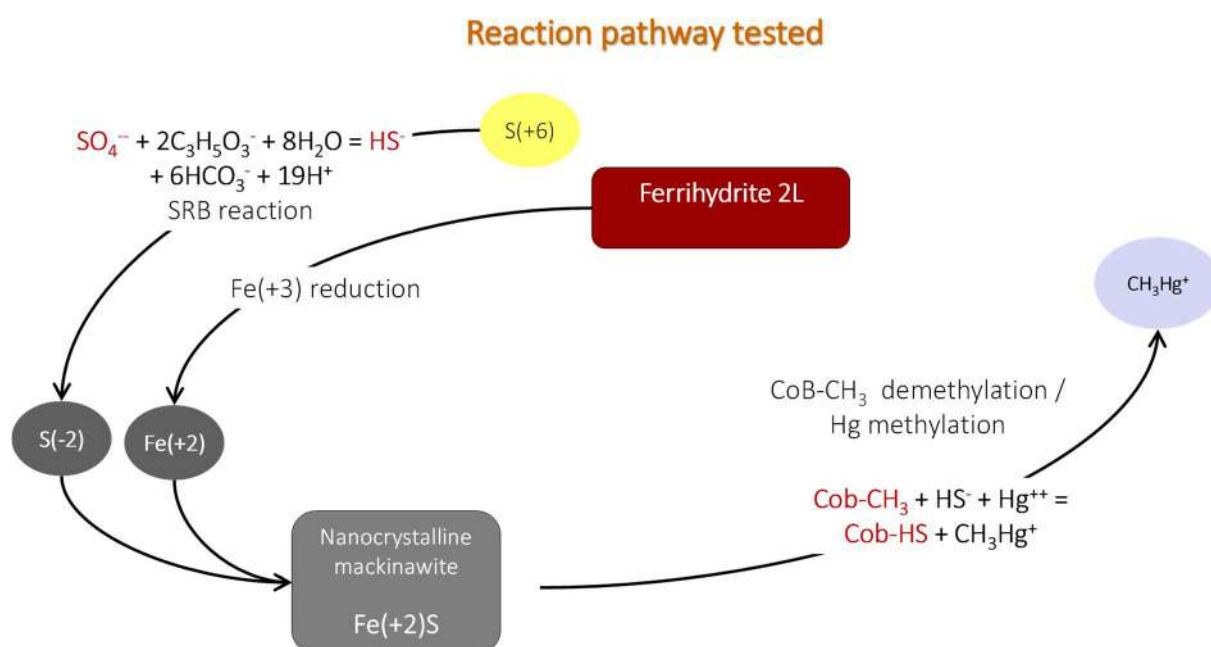 Reaction pathway tested
S(+6)
SO₄⁻⁻ + 2C₃H₅O₃⁻ + 8H₂O = HS⁻
+ 6HCO₃⁻ + 19H⁺
SRB reaction
Ferrihydrite 2L
Fe(+3) reduction
CH₃Hg⁺
CoB-CH₃ demethylation /
Hg methylation
S(-2)
Fe(+2)
Cob-CH₃ + HS⁻ + Hg⁺⁺ =
Cob-HS + CH₃Hg⁺
Nanocrystalline
mackinawite
Fe(+2)S